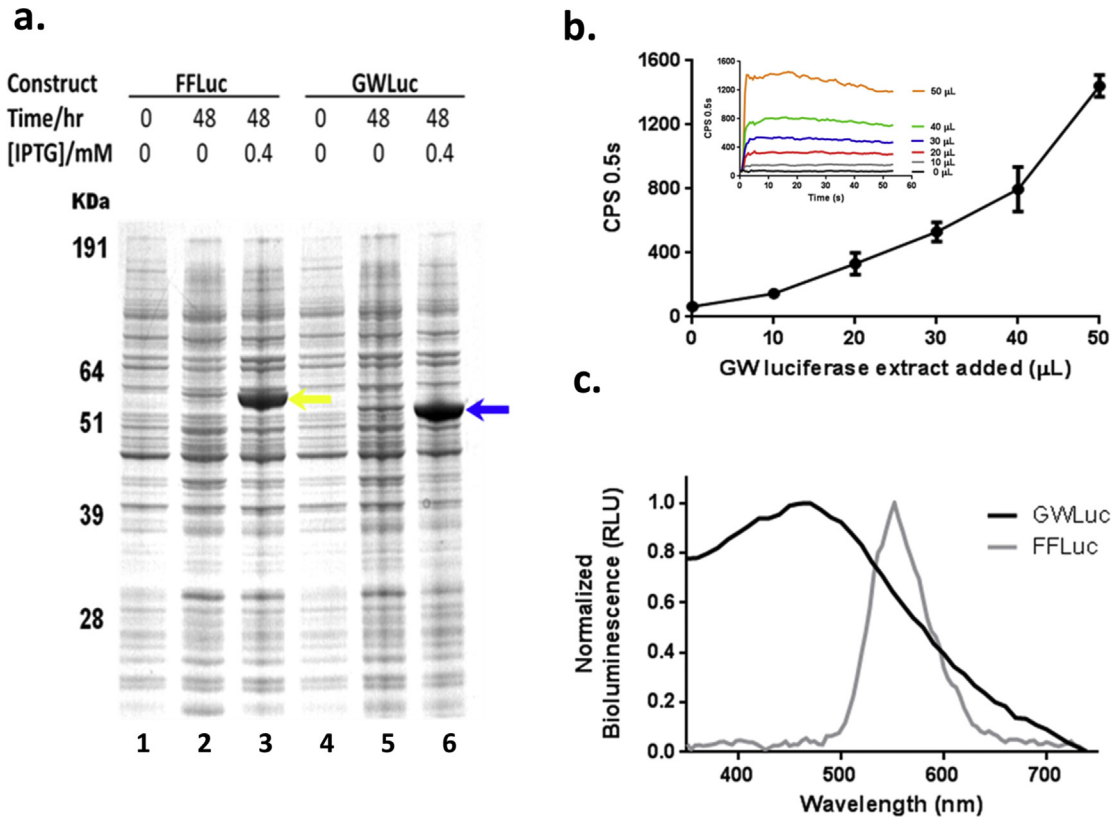 a.
Construct FFLuc GWLuc
Time/hr 0 48 48 0 48 48
[IPTG]/mM 0 0 0.4 0 0 0.4
KDa
191
64
51
39
28
1 2 3 4 5 6
b.
CPS 0.5s
1600
1200
800
400
0
0 10 20 30 40 50
GW luciferase extract added (µL)
CPS 0.5s
1600
1200
800
400
0
0 10 20 30 40 50 60
Time (s)
50 µL
40 µL
30 µL
20 µL
10 µL
0 µL
c.
Normalized
Bioluminescence (RLU)
1.0
0.8
0.6
0.4
0.2
0.0
400 500 600 700
Wavelength (nm)
GWLuc
FFLuc